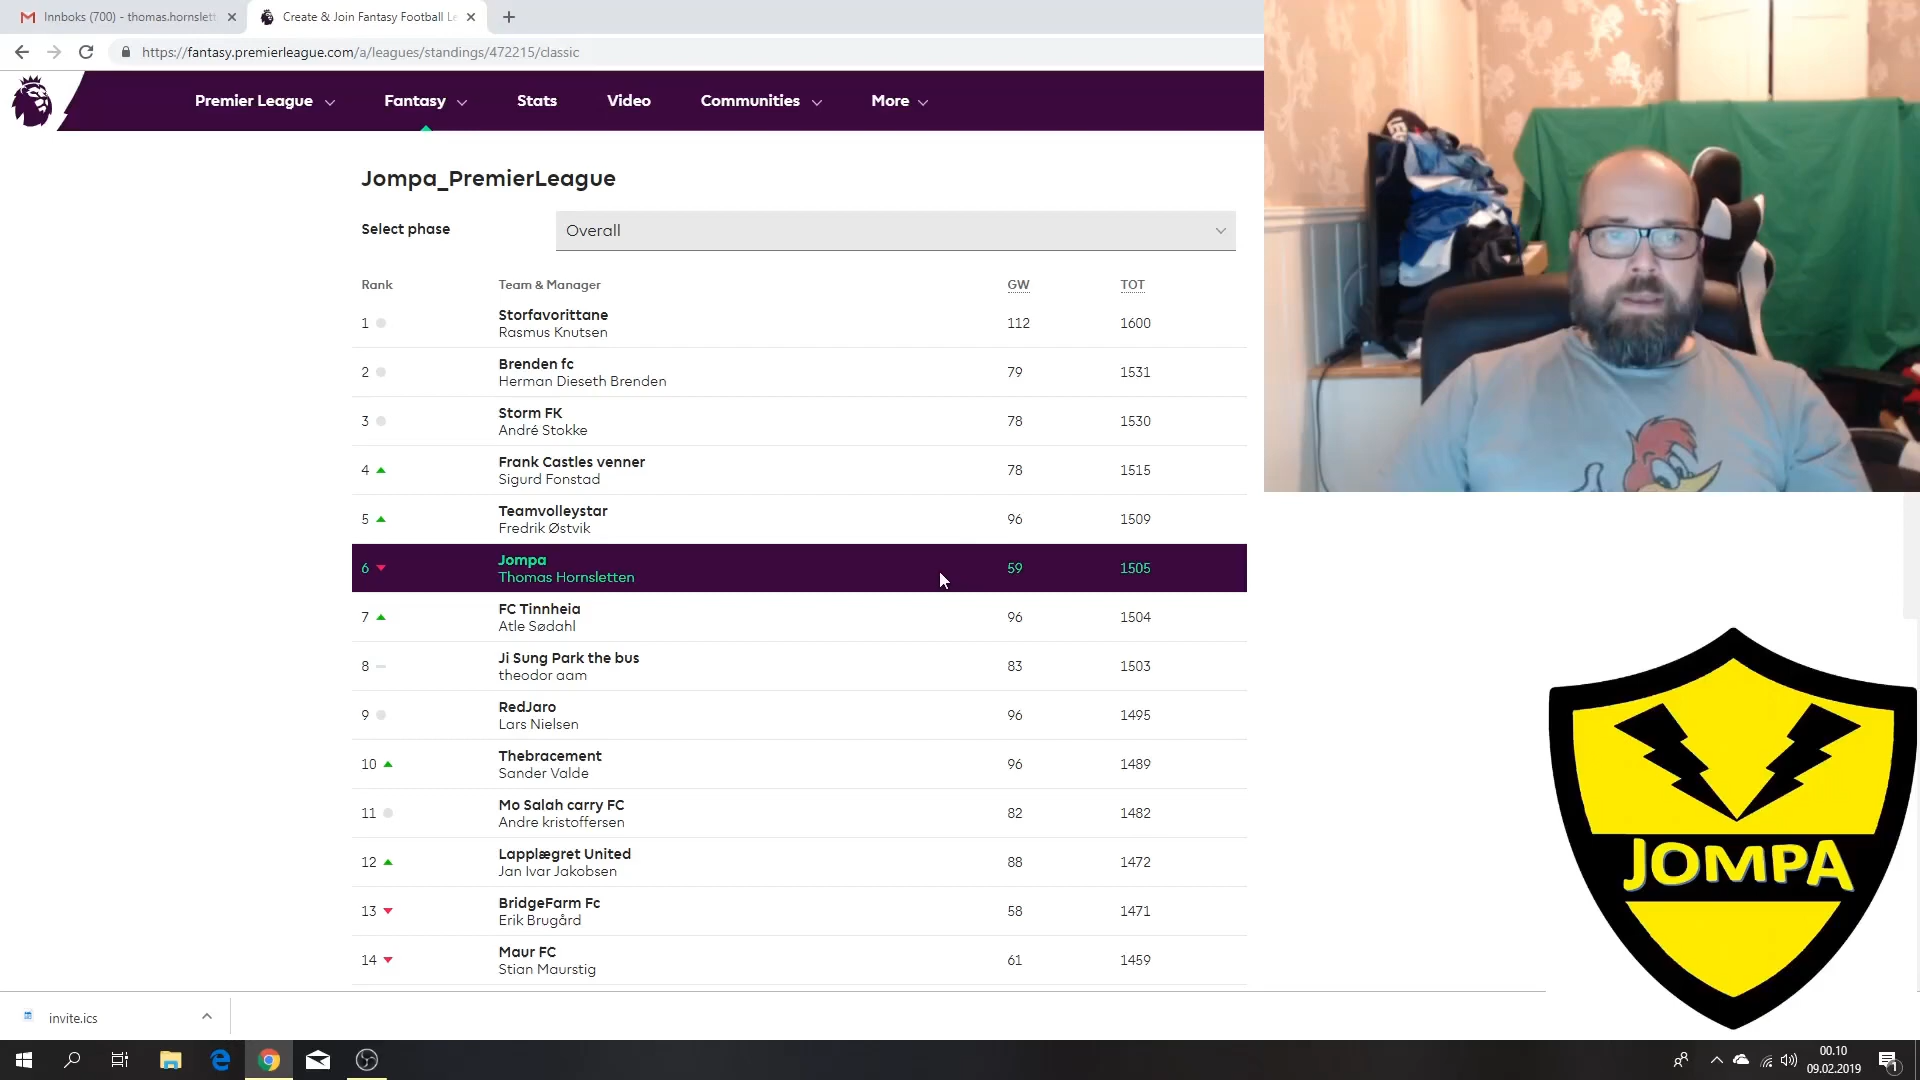 Innboks (700) - thomas.hornslett
Create & Join Fantasy Football Le
https://fantasy.premierleague.com/a/leagues/standings/472215/classic
Premier League Fantasy Stats Video Communities More
Jompa_PremierLeague
Select phase Overall
Rank Team & Manager GW TOT
1 Storfavorittane 112 1600
Rasmus Knutsen
2 Brenden fc 79 1531
Herman Dieseth Brenden
3 Storm FK 78 1530
André Stokke
4 Frank Castles venner 78 1515
Sigurd Fonstad
5 Teamvolleystar 96 1509
Fredrik Østvik
6 Jompa 59 1505
Thomas Hornsletten
7 FC Tinnheia 96 1504
Atle Sødahl
8 Ji Sung Park the bus 83 1503
theodor aam
9 RedJaro 96 1495
Lars Nielsen
10 Thebracement 96 1489
Sander Valde
11 Mo Salah carry FC 82 1482
Andre kristoffersen
12 Lapplægret United 88 1472
Jan Ivar Jakobsen
13 BridgeFarm Fc 58 1471
Erik Brugård
14 Maur FC 61 1459
Stian Maurstig
JOMPA
invite.ics
00.10
09.02.2019
1